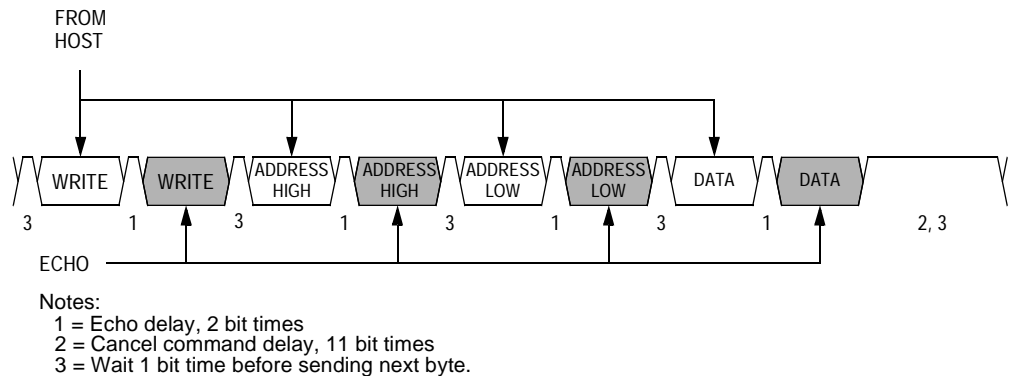 FROM
HOST
WRITE WRITE ADDRESS HIGH ADDRESS HIGH ADDRESS LOW ADDRESS LOW DATA DATA
3 1 3 1 3 1 3 1 2, 3
ECHO
Notes:
1 = Echo delay, 2 bit times
2 = Cancel command delay, 11 bit times
3 = Wait 1 bit time before sending next byte.